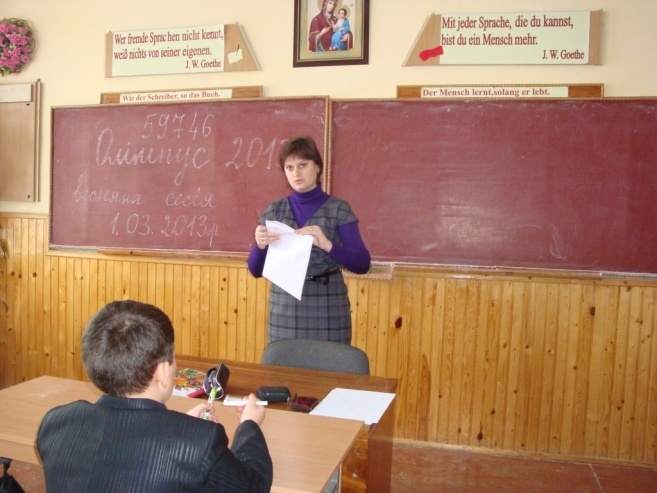 Wer fremde Sprachen nicht kennt,
weiß nichts von seiner eigenen.
J. W. Goethe
Mit jeder Sprache, die du kannst,
bist du ein Mensch mehr.
J. W. Goethe
Wie der Schreiber, so das Buch.
Der Mensch lernt,solang er lebt.
59746
Олімпус 2013
весняна сесія
1.03.2013р